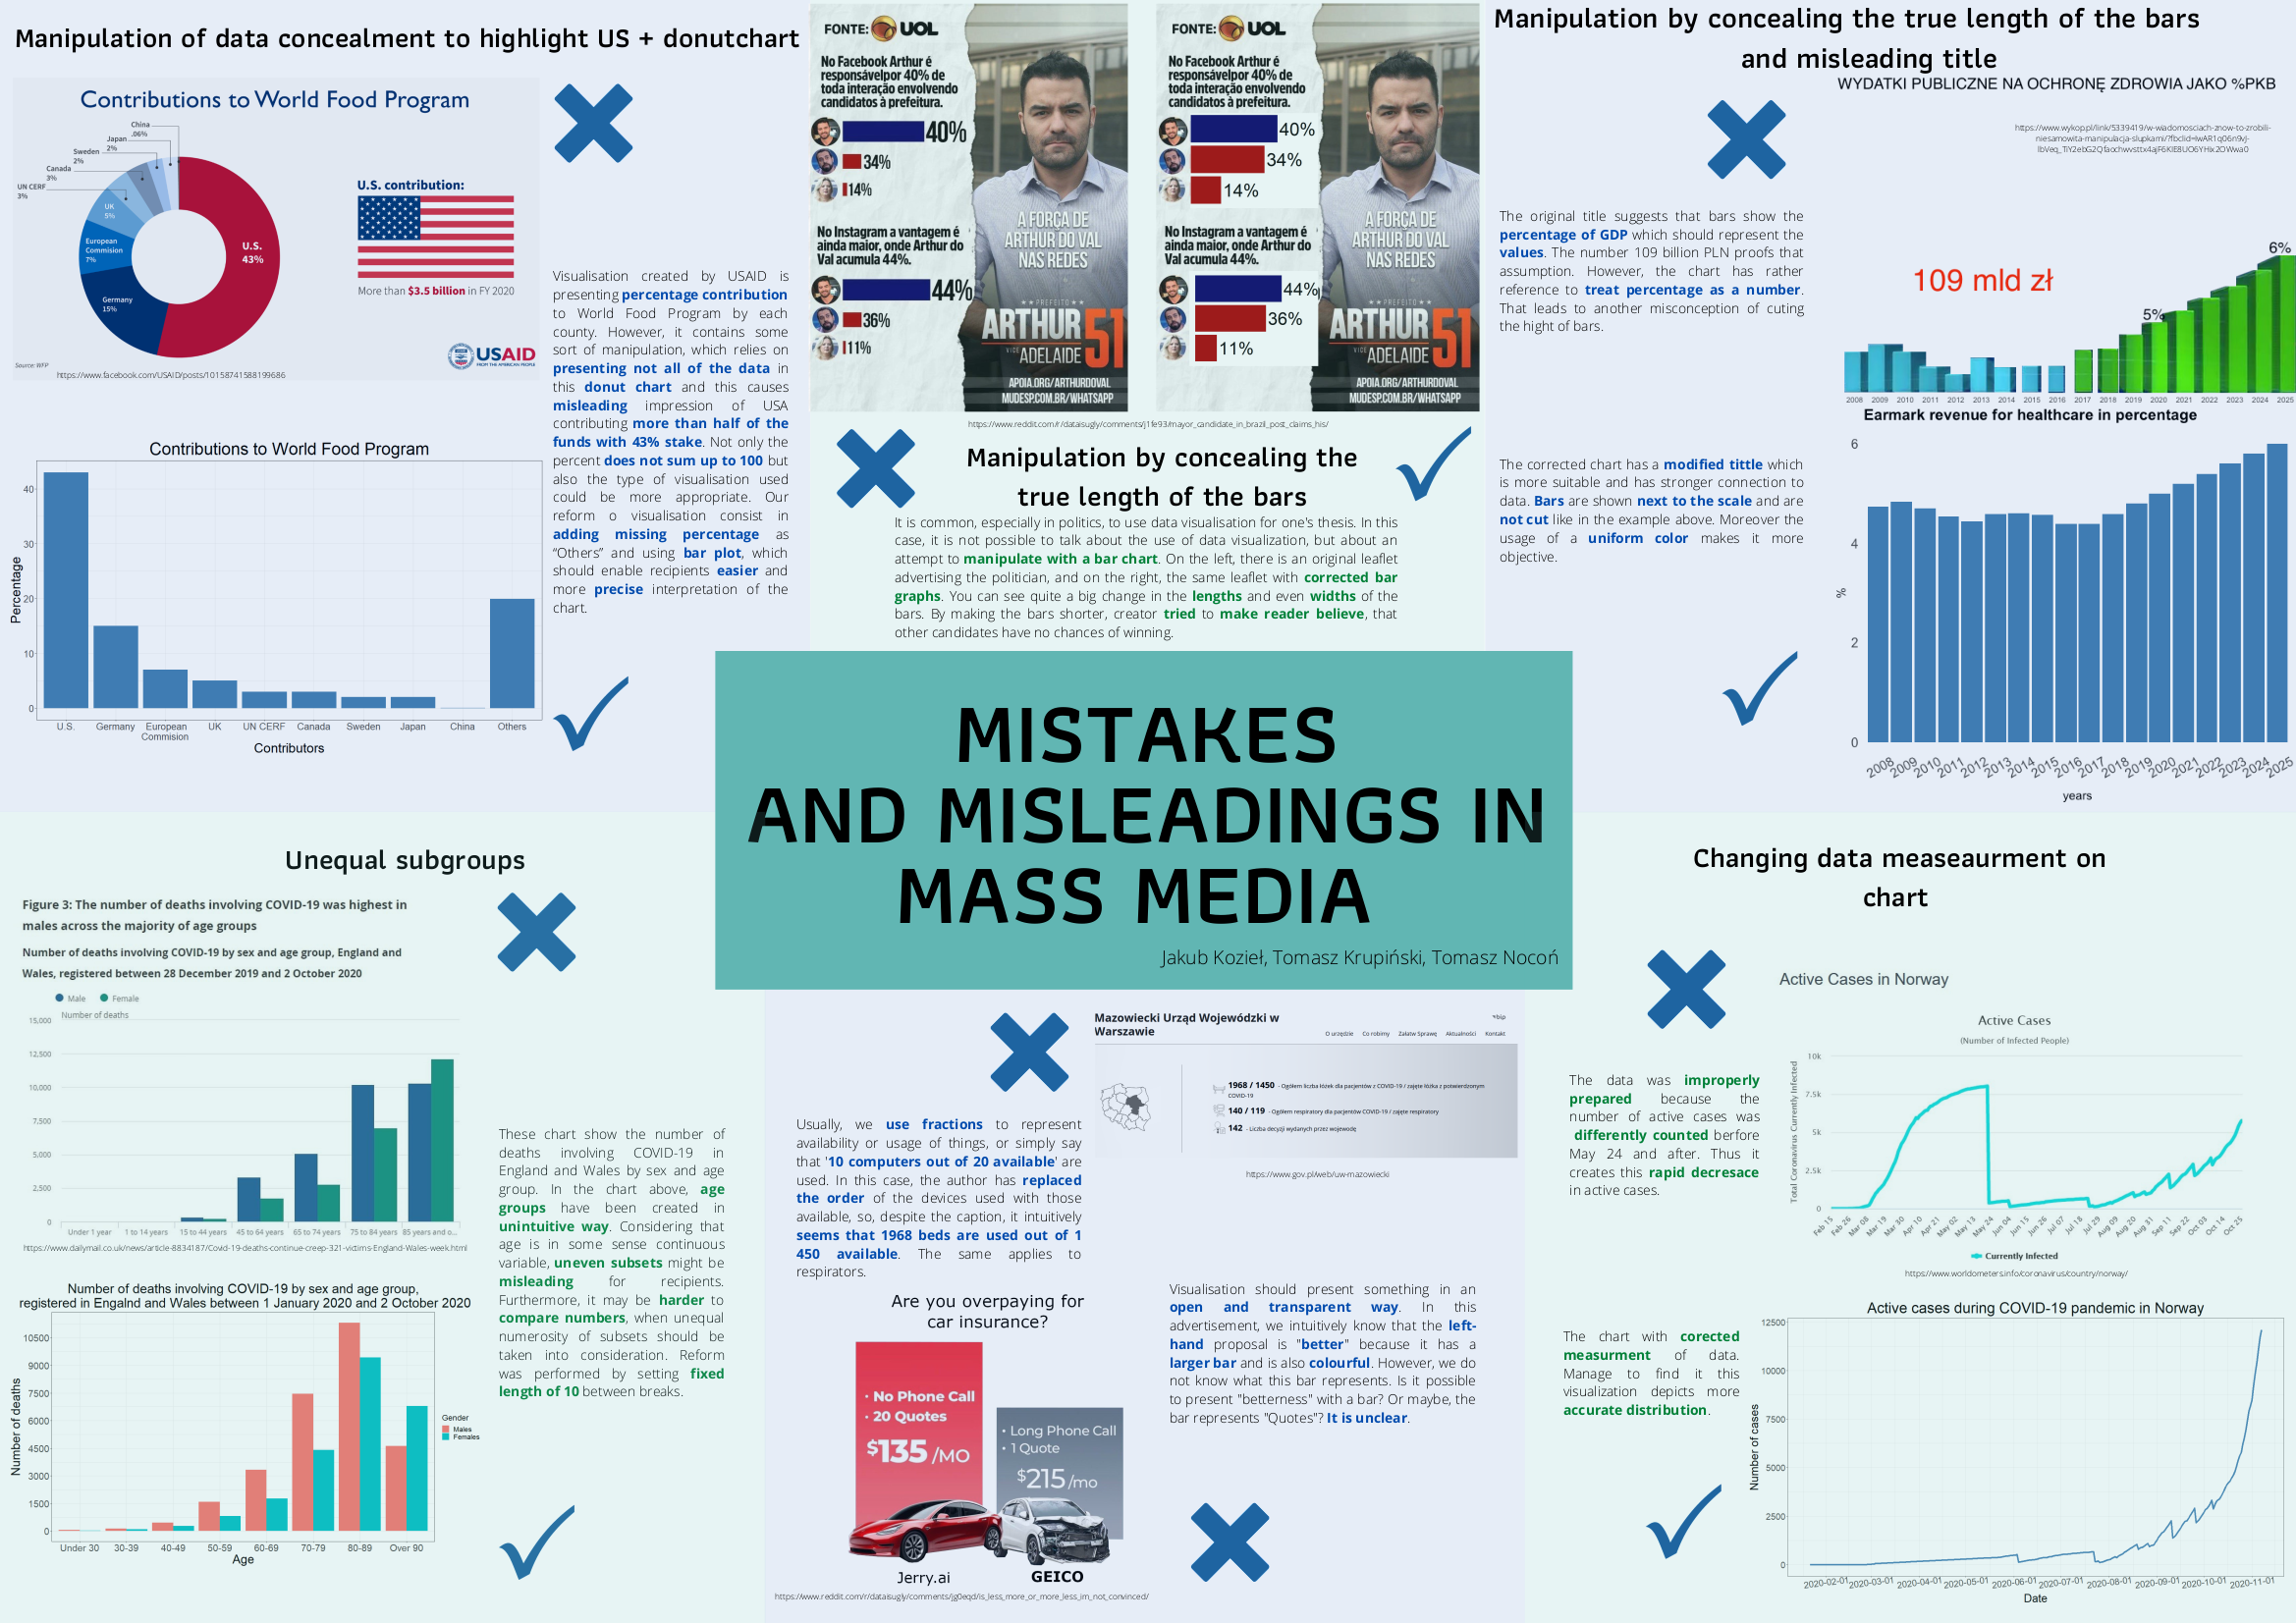 Manipulation of data concealment to highlight US + donutchart
Contributions to World Food Program
China
.06%
Japan
2%
Sweden
2%
Canada
3%
UN CERF
3%
UK
5%
European
Commision
7%
Germany
15%
U.S.
43%
U.S. contribution:
More than $3.5 billion in FY 2020
USAID
FROM THE AMERICAN PEOPLE
Source: WFP
https://www.facebook.com/USAID/posts/10158741588199686
Visualisation created by USAID is
presenting percentage contribution
to World Food Program by each
county. However, it contains some
sort of manipulation, which relies on
presenting not all of the data in
this donut chart and this causes
misleading impression of USA
contributing more than half of the
funds with 43% stake. Not only the
percent does not sum up to 100 but
also the type of visualisation used
could be more appropriate. Our
reform o visualisation consist in
adding missing percentage as
“Others” and using bar plot, which
should enable recipients easier and
more precise interpretation of the
chart.
Contributions to World Food Program
Percentage
40
30
20
10
0
U.S. Germany European Commision UK UN CERF Canada Sweden Japan China Others
Contributors
FONTE: UOL
No Facebook Arthur é
responsávelpor 40% de
toda interação envolvendo
candidatos à prefeitura.
40%
34%
14%
No Instagram a vantagem é
ainda maior, onde Arthur do
Val acumula 44%.
44%
36%
11%
A FORÇA DE
ARTHUR DO VAL
NAS REDES
PREFEITO
ARTHUR 51
VICE ADELAIDE
APOIA.ORG/ARTHURDOVAL
MUDESP.COM.BR/WHATSAPP
FONTE: UOL
No Facebook Arthur é
responsávelpor 40% de
toda interação envolvendo
candidatos à prefeitura.
40%
34%
14%
No Instagram a vantagem é
ainda maior, onde Arthur do
Val acumula 44%.
44%
36%
11%
A FORÇA DE
ARTHUR DO VAL
NAS REDES
PREFEITO
ARTHUR 51
VICE ADELAIDE
APOIA.ORG/ARTHURDOVAL
MUDESP.COM.BR/WHATSAPP
https://www.reddit.com/r/dataisugly/comments/j1fe93/mayor_candidate_in_brazil_post_claims_his/
Manipulation by concealing the
true length of the bars
It is common, especially in politics, to use data visualisation for one's thesis. In this
case, it is not possible to talk about the use of data visualization, but about an
attempt to manipulate with a bar chart. On the left, there is an original leaflet
advertising the politician, and on the right, the same leaflet with corrected bar
graphs. You can see quite a big change in the lengths and even widths of the
bars. By making the bars shorter, creator tried to make reader believe, that
other candidates have no chances of winning.
Manipulation by concealing the true length of the bars
and misleading title
WYDATKI PUBLICZNE NA OCHRONĘ ZDROWIA JAKO %PKB
https://www.wykop.pl/link/5339419/w-wiadomosciach-znow-to-zrobili-
The original title suggests that bars show the
percentage of GDP which should represent the
values. The number 109 billion PLN proofs that
assumption. However, the chart has rather
reference to treat percentage as a number.
That leads to another misconception of cuting
the hight of bars.
109 mld zł
5%
6%
2008 2009 2010 2011 2012 2013 2014 2015 2016 2017 2018 2019 2020 2021 2022 2023 2024 2025
The corrected chart has a modified tittle which
is more suitable and has stronger connection to
data. Bars are shown next to the scale and are
not cut like in the example above. Moreover the
usage of a uniform color makes it more
objective.
Earmark revenue for healthcare in percentage
%
6
4
2
0
2008 2009 2010 2011 2012 2013 2014 2015 2016 2017 2018 2019 2020 2021 2022 2023 2024 2025
years
MISTAKES
AND MISLEADINGS IN
MASS MEDIA
Jakub Kozieł, Tomasz Krupiński, Tomasz Nocoń
Unequal subgroups
Figure 3: The number of deaths involving COVID-19 was highest in
males across the majority of age groups
Number of deaths involving COVID-19 by sex and age group, England and
Wales, registered between 28 December 2019 and 2 October 2020
Male Female
Number of deaths
15,000
12,500
10,000
7,500
5,000
2,500
0
Under 1 year 1 to 14 years 15 to 44 years 45 to 64 years 65 to 74 years 75 to 84 years 85 years and o...
https://www.dailymail.co.uk/news/article-8834187/Covid-19-deaths-continue-creep-321-victims-England-Wales-week.html
These chart show the number of
deaths involving COVID-19 in
England and Wales by sex and age
group. In the chart above, age
groups have been created in
unintuitive way. Considering that
age is in some sense continuous
variable, uneven subsets might be
misleading for recipients.
Furthermore, it may be harder to
compare numbers, when unequal
numerosity of subsets should be
taken into consideration. Reform
was performed by setting fixed
length of 10 between breaks.
Number of deaths involving COVID-19 by sex and age group,
registered in Engalnd and Wales between 1 January 2020 and 2 October 2020
Number of deaths
10500
9000
7500
6000
4500
3000
1500
0
Under 30 30-39 40-49 50-59 60-69 70-79 80-89 Over 90
Age
Gender
Males
Females
Mazowiecki Urząd Wojewódzki w
Warszawie
bip
O urzędzie Co robimy Załatw Sprawę Aktualności Kontakt
1968 / 1450 - Ogółem liczba łóżek dla pacjentów z COVID-19 / zajęte łóżka z potwierdzonym
COVID-19
140 / 119 - Ogółem respiratory dla pacjentów COVID-19 / zajęte respiratory
142 - Liczba decyzji wydanych przez wojewodę
https://www.gov.pl/web/uw-mazowiecki
Usually, we use fractions to represent
availability or usage of things, or simply say
that '10 computers out of 20 available' are
used. In this case, the author has replaced
the order of the devices used with those
available, so, despite the caption, it intuitively
seems that 1968 beds are used out of 1
450 available. The same applies to
respirators.
Are you overpaying for
car insurance?
• No Phone Call
• 20 Quotes
$135 /MO
• Long Phone Call
• 1 Quote
$215 /mo
Jerry.ai
GEICO
https://www.reddit.com/r/dataisugly/comments/jg0eqd/is_less_more_or_more_less_im_not_convinced/
Visualisation should present something in an
open and transparent way. In this
advertisement, we intuitively know that the left-
hand proposal is "better" because it has a
larger bar and is also colourful. However, we do
not know what this bar represents. Is it possible
to present "betterness" with a bar? Or maybe, the
bar represents "Quotes"? It is unclear.
Changing data measeaurment on
chart
Active Cases in Norway
Active Cases
(Number of Infected People)
Total Coronavirus Currently Infected
10k
7.5k
5k
2.5k
0
Feb 15 Feb 26 Mar 08 Mar 19 Mar 30 Apr 10 Apr 21 May 02 May 13 May 24 Jun 04 Jun 15 Jun 26 Jul 07 Jul 18 Jul 29 Aug 09 Aug 20 Aug 31 Sep 11 Sep 22 Oct 03 Oct 14 Oct 25
Currently Infected
https://www.worldometers.info/coronavirus/country/norway/
The data was improperly
prepared because the
number of active cases was
differently counted berfore
May 24 and after. Thus it
creates this rapid decresace
in active cases.
The chart with corected
measurment of data.
Manage to find it this
visualization depicts more
accurate distribution.
Active cases during COVID-19 pandemic in Norway
Number of cases
12500
10000
7500
5000
2500
0
2020-02-01 2020-03-01 2020-04-01 2020-05-01 2020-06-01 2020-07-01 2020-08-01 2020-09-01 2020-10-01 2020-11-01
Date